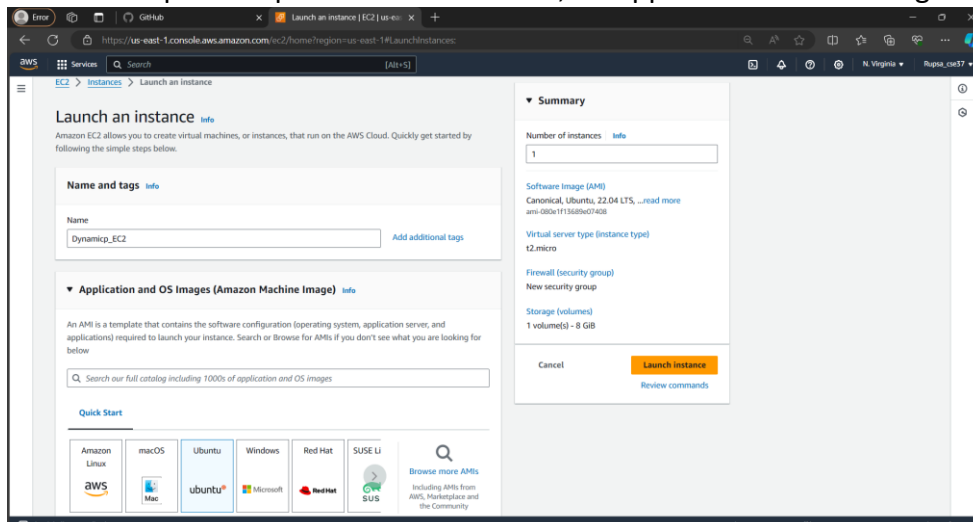 Error
GitHub
Launch an instance | EC2 | us-eas
https://us-east-1.console.aws.amazon.com/ec2/home?region=us-east-1#LaunchInstances:
aws
Services
Search
[Alt+S]
N. Virginia
Rupsa_cse37
EC2 > Instances > Launch an instance
Launch an instance Info
Amazon EC2 allows you to create virtual machines, or instances, that run on the AWS Cloud. Quickly get started by
following the simple steps below.
Name and tags Info
Name
Dynamicp_EC2
Add additional tags
Application and OS Images (Amazon Machine Image) Info
An AMI is a template that contains the software configuration (operating system, application server, and
applications) required to launch your instance. Search or Browse for AMIs if you don't see what you are looking for
below
Search our full catalog including 1000s of application and OS images
Quick Start
Amazon
Linux
aws
macOS
Mac
Ubuntu
ubuntu
Windows
Microsoft
Red Hat
Red Hat
SUSE Li
SUS
Browse more AMIs
Including AMIs from
AWS, Marketplace and
the Community
Summary
Number of instances Info
1
Software Image (AMI)
Canonical, Ubuntu, 22.04 LTS, ...read more
ami-080e1f13689e07408
Virtual server type (instance type)
t2.micro
Firewall (security group)
New security group
Storage (volumes)
1 volume(s) - 8 GiB
Cancel
Launch instance
Review commands